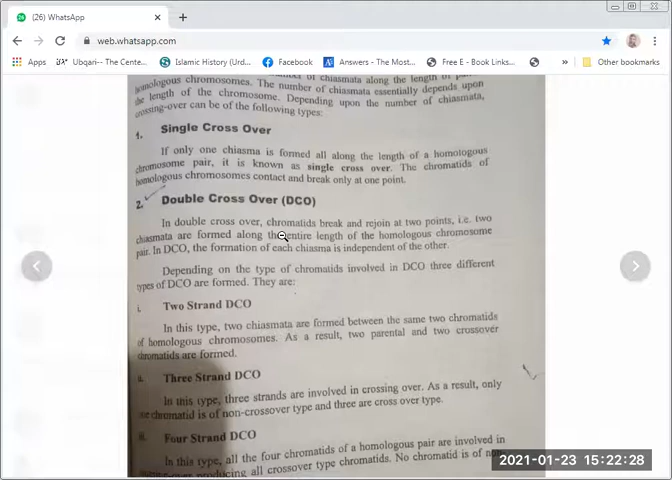 (26) WhatsApp
web.whatsapp.com
Apps Ubqari-- The Cente... Islamic History (Urd... Facebook Answers - The Most... Free E - Book Links... » Other bookmarks
number of chiasmata along the length of
homologous chromosomes. The number of chiasmata essentially depends upon
the length of the chromosome. Depending upon the number of chiasmata,
crossing-over can be of the following types:
1. Single Cross Over
If only one chiasma is formed all along the length of a homologous
chromosome pair, it is known as single cross over. The chromatids of
homologous chromosomes contact and break only at one point.
2. Double Cross Over (DCO)
In double cross over, chromatids break and rejoin at two points, i.e. two
chiasmata are formed along the entire length of the homologous chromosome
pair. In DCO, the formation of each chiasma is independent of the other.
Depending on the type of chromatids involved in DCO three different
types of DCO are formed. They are:
i. Two Strand DCO
In this type, two chiasmata are formed between the same two chromatids
of homologous chromosomes. As a result, two parental and two crossover
chromatids are formed.
ii. Three Strand DCO
In this type, three strands are involved in crossing over. As a result, only
one chromatid is of non-crossover type and three are cross over type.
iii. Four Strand DCO
In this type, all the four chromatids of a homologous pair are involved in
producing all crossover type chromatids. No chromatid is of
2021-01-23 15:22:28